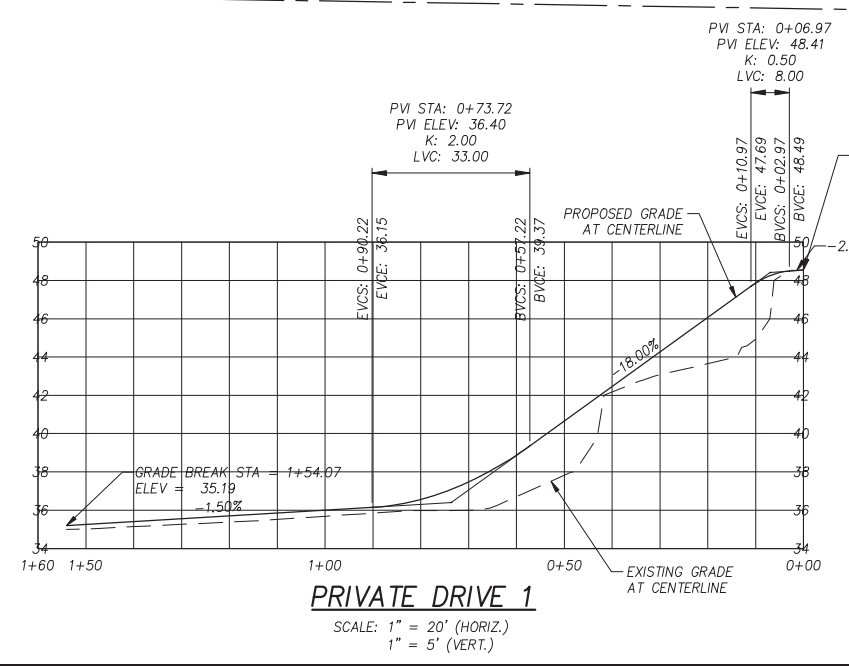 PVI STA: 0+06.97
PVI ELEV: 48.41
K: 0.50
LVC: 8.00
PVI STA: 0+73.72
PVI ELEV: 36.40
K: 2.00
LVC: 33.00
EVCS: 0+90.22
EVCE: 36.15
BVCS: 0+57.22
BVCE: 39.37
EVCS: 0+10.97
EVCE: 47.69
BVCS: 0+02.97
BVCE: 48.49
PROPOSED GRADE
AT CENTERLINE
-2.
-18.00%
50
48
46
44
42
40
38
36
34
50
48
46
44
42
40
38
36
34
GRADE BREAK STA = 1+54.07
ELEV = 35.19
-1.50%
1+60 1+50 1+00 0+50 0+00
EXISTING GRADE
AT CENTERLINE
PRIVATE DRIVE 1
SCALE: 1" = 20' (HORIZ.)
1" = 5' (VERT.)